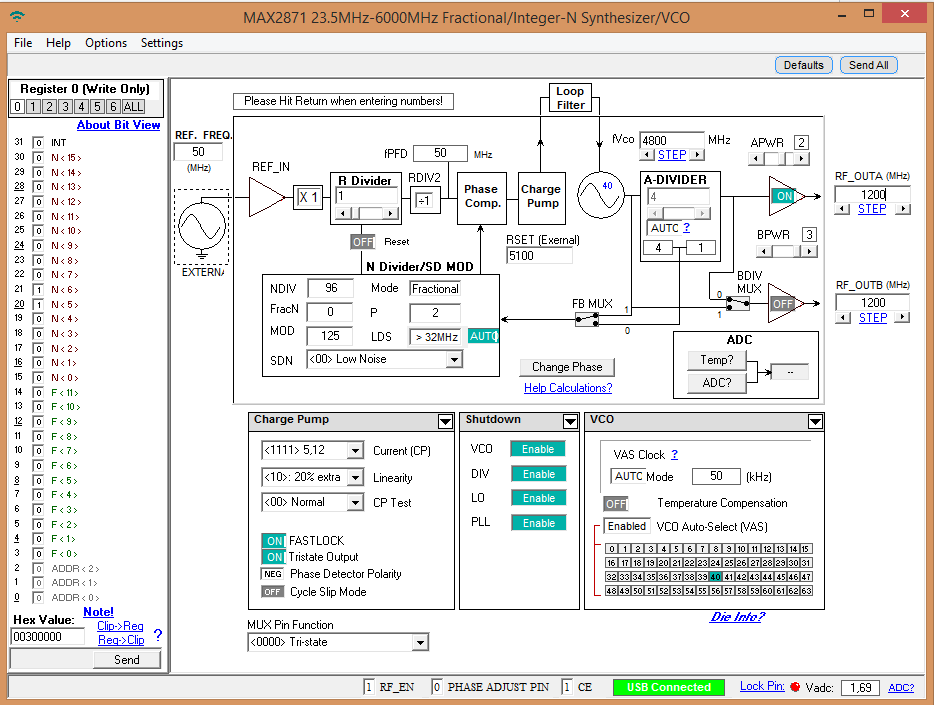 MAX2871 23.5MHz-6000MHz Fractional/Integer-N Synthesizer/VCO
File Help Options Settings
Defaults Send All
Register 0 (Write Only)
0 1 2 3 4 5 6 ALL
About Bit View
31 0 INT
30 0 N<15>
29 0 N<14>
28 0 N<13>
27 0 N<12>
26 0 N<11>
25 0 N<10>
24 0 N<9>
23 0 N<8>
22 0 N<7>
21 1 N<6>
20 1 N<5>
19 0 N<4>
18 0 N<3>
17 0 N<2>
16 0 N<1>
15 0 N<0>
14 0 F<11>
13 0 F<10>
12 0 F<9>
11 0 F<8>
10 0 F<7>
9 0 F<6>
8 0 F<5>
7 0 F<4>
6 0 F<3>
5 0 F<2>
4 0 F<1>
3 0 F<0>
2 0 ADDR<2>
1 0 ADDR<1>
0 0 ADDR<0>
Hex Value: Note!
00300000 Clip->Reg
Reg->Clip ?
Send
Please Hit Return when entering numbers!
Loop
Filter
REF. FREQ.
50
(MHz)
EXTERNA
REF_IN
X 1
R Divider
1
OFF Reset
fPFD 50 MHz
RDIV2
÷1
Phase
Comp.
Charge
Pump
RSET (Exernal)
5100
fVco 4800 MHz
STEP
40
A-DIVIDER
4
AUTC ?
4 1
APWR 2
ON
BPWR 3
BDIV
MUX
0
1
OFF
RF_OUTA (MHz)
1200
STEP
RF_OUTB (MHz)
1200
STEP
FB MUX
1
0
N Divider/SD MOD
NDIV 96 Mode Fractional
FracN 0 P 2
MOD 125 LDS > 32MHz AUTO
SDN <00> Low Noise
Change Phase
Help Calculations?
ADC
Temp?
ADC?
--
Charge Pump
<1111> 5,12 Current (CP)
<10>: 20% extra Linearity
<00> Normal CP Test
ON FASTLOCK
ON Tristate Output
NEG Phase Detector Polarity
OFF Cycle Slip Mode
Shutdown
VCO Enable
DIV Enable
LO Enable
PLL Enable
VCO
VAS Clock ?
AUTC Mode 50 (kHz)
OFF Temperature Compensation
Enabled VCO Auto-Select (VAS)
0 1 2 3 4 5 6 7 8 9 10 11 12 13 14 15
16 17 18 19 20 21 22 23 24 25 26 27 28 29 30 31
32 33 34 35 36 37 38 39 40 41 42 43 44 45 46 47
48 49 50 51 52 53 54 55 56 57 58 59 60 61 62 63
Die Info?
MUX Pin Function
<0000> Tri-state
1 RF_EN 0 PHASE ADJUST PIN 1 CE USB Connected Lock Pin: Vadc: 1,69 ADC?